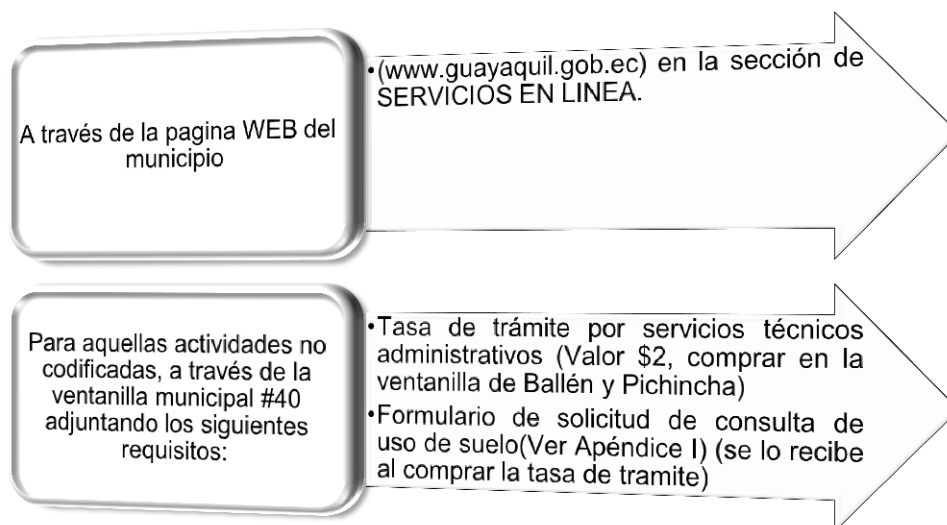 A través de la pagina WEB del
municipio
•(www.guayaquil.gob.ec) en la sección de
SERVICIOS EN LINEA.
Para aquellas actividades no
codificadas, a través de la
ventanilla municipal #40
adjuntando los siguientes
requisitos:
•Tasa de trámite por servicios técnicos
administrativos (Valor $2, comprar en la
ventanilla de Ballén y Pichincha)
•Formulario de solicitud de consulta de
uso de suelo(Ver Apéndice I) (se lo recibe
al comprar la tasa de tramite)